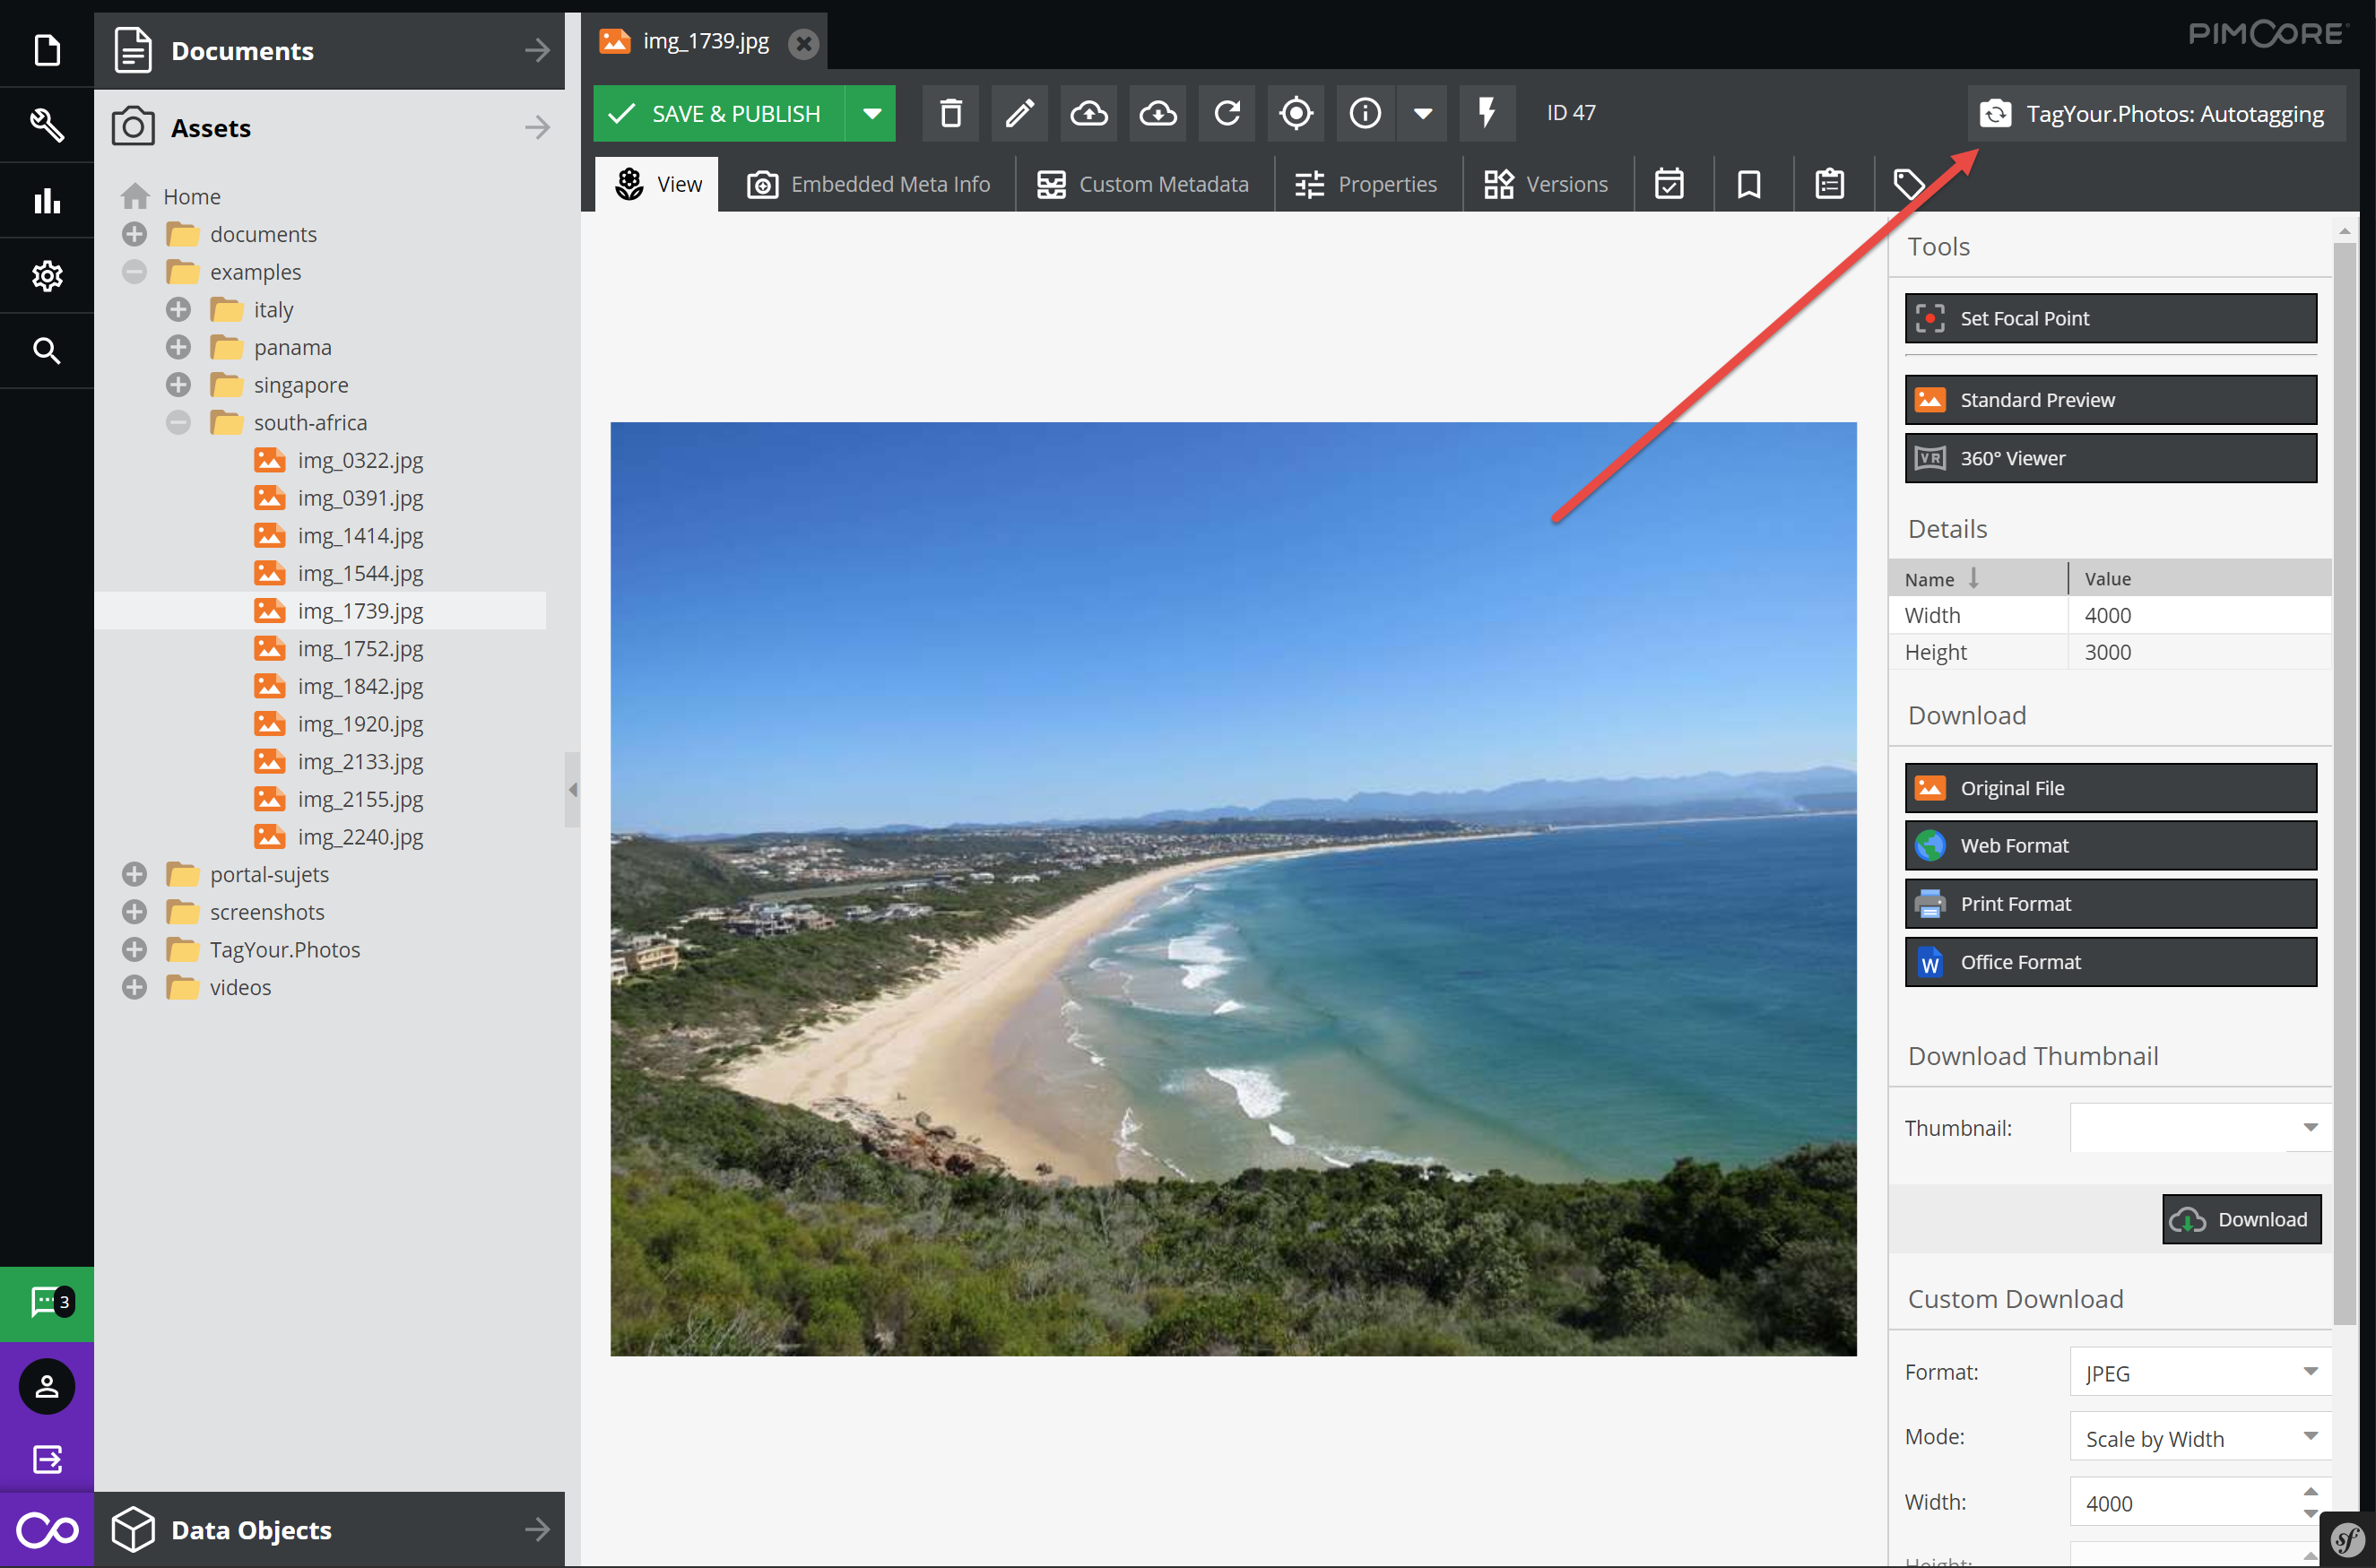 Documents
Assets
Home
documents
examples
italy
panama
singapore
south-africa
img_0322.jpg
img_0391.jpg
img_1414.jpg
img_1544.jpg
img_1739.jpg
img_1752.jpg
img_1842.jpg
img_1920.jpg
img_2133.jpg
img_2155.jpg
img_2240.jpg
portal-sujets
screenshots
TagYour.Photos
videos
3
Data Objects
img_1739.jpg
PIMCORE
SAVE & PUBLISH
ID 47
TagYour.Photos: Autotagging
View
Embedded Meta Info
Custom Metadata
Properties
Versions
Tools
Set Focal Point
Standard Preview
VR
360° Viewer
Details
Name Value
Width 4000
Height 3000
Download
Original File
Web Format
Print Format
W Office Format
Download Thumbnail
Thumbnail:
Download
Custom Download
Format: JPEG
Mode: Scale by Width
Width: 4000
Height:
sf